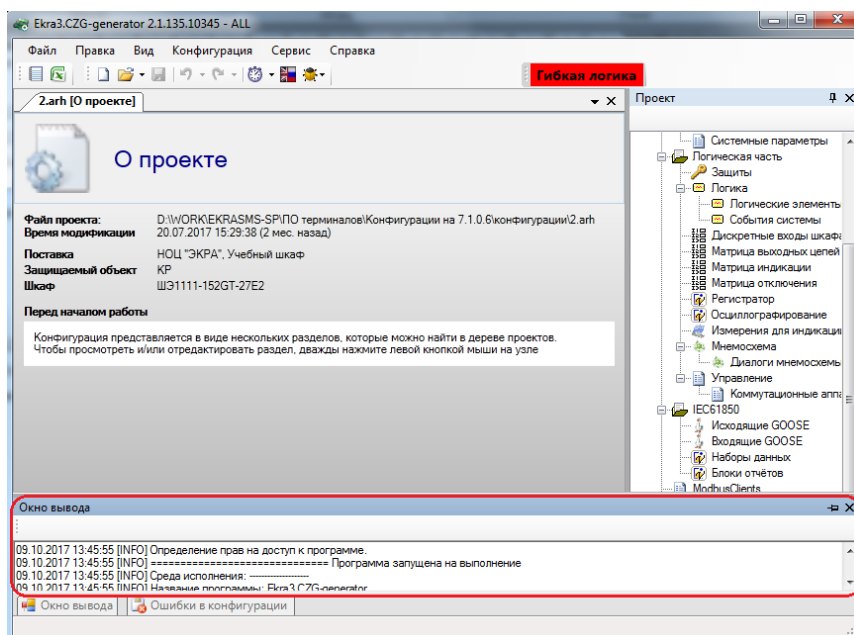 Ekra3.CZG-generator 2.1.135.10345 - ALL
Файл Правка Вид Конфигурация Сервис Справка
Гибкая логика
2.arh [О проекте]
О проекте
Файл проекта: D:\WORK\EKRASMS-SP\ПО терминалов\Конфигурации на 7.1.0.6\конфигурации\2.arh
Время модификации 20.07.2017 15:29:38 (2 мес. назад)
Поставка НОЦ "ЭКРА", Учебный шкаф
Защищаемый объект КР
Шкаф ШЭ1111-152GT-27E2
Перед началом работы
Конфигурация представляется в виде нескольких разделов, которые можно найти в дереве проектов.
Чтобы просмотреть и/или отредактировать раздел, дважды нажмите левой кнопкой мыши на узле
Проект
Системные параметры
Логическая часть
Защиты
Логика
Логические элементы
События системы
Дискретные входы шкафа
Матрица выходных цепей
Матрица индикации
Матрица отключения
Регистратор
Осциллографирование
Измерения для индикации
Мнемосхема
Диалоги мнемосхемы
Управление
Коммутационные аппа
IEC61850
Исходящие GOOSE
Входящие GOOSE
Наборы данных
Блоки отчётов
ModbusClients
Окно вывода
09.10.2017 13:45:55 [INFO] Определение прав на доступ к программе.
09.10.2017 13:45:55 [INFO] ============================== Программа запущена на выполнение
09.10.2017 13:45:55 [INFO] Среда исполнения: --------------------
09.10.2017 13:45:55 [INFO] Название программы: Ekra3.CZG-generator
Окно вывода Ошибки в конфигурации